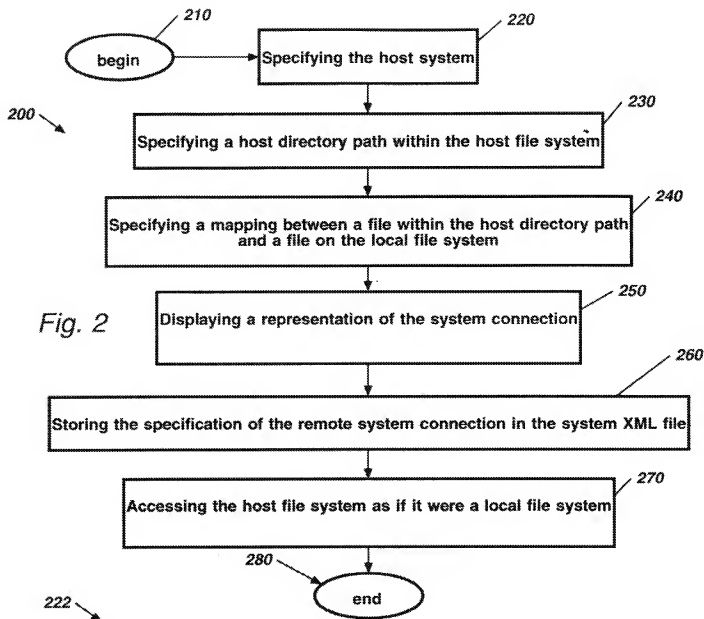 210
begin
220
Specifying the host system
200
230
Specifying a host directory path within the host file system
240
Specifying a mapping between a file within the host directory path
and a file on the local file system
Fig. 2
250
Displaying a representation of the system connection
260
Storing the specification of the remote system connection in the system XML file
270
Accessing the host file system as if it were a local file system
280
end
222